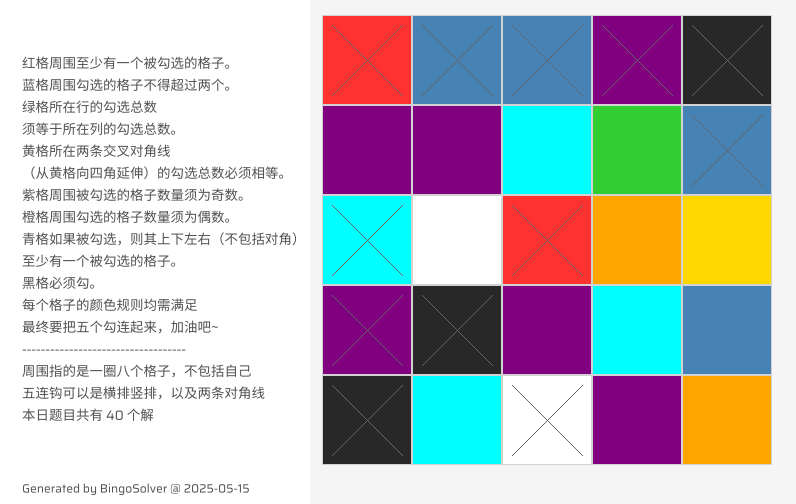 红格周围至少有一个被勾选的格子。
蓝格周围勾选的格子不得超过两个。
绿格所在行的勾选总数
须等于所在列的勾选总数。
黄格所在两条交叉对角线
（从黄格向四角延伸）的勾选总数必须相等。
紫格周围被勾选的格子数量须为奇数。
橙格周围勾选的格子数量须为偶数。
青格如果被勾选，则其上下左右（不包括对角）
至少有一个被勾选的格子。
黑格必须勾。
每个格子的颜色规则均需满足
最终要把五个勾连起来，加油吧~
-----------------------------------
周围指的是一圈八个格子，不包括自己
五连钩可以是横排竖排，以及两条对角线
本日题目共有 40 个解
Generated by BingoSolver @ 2025-05-15